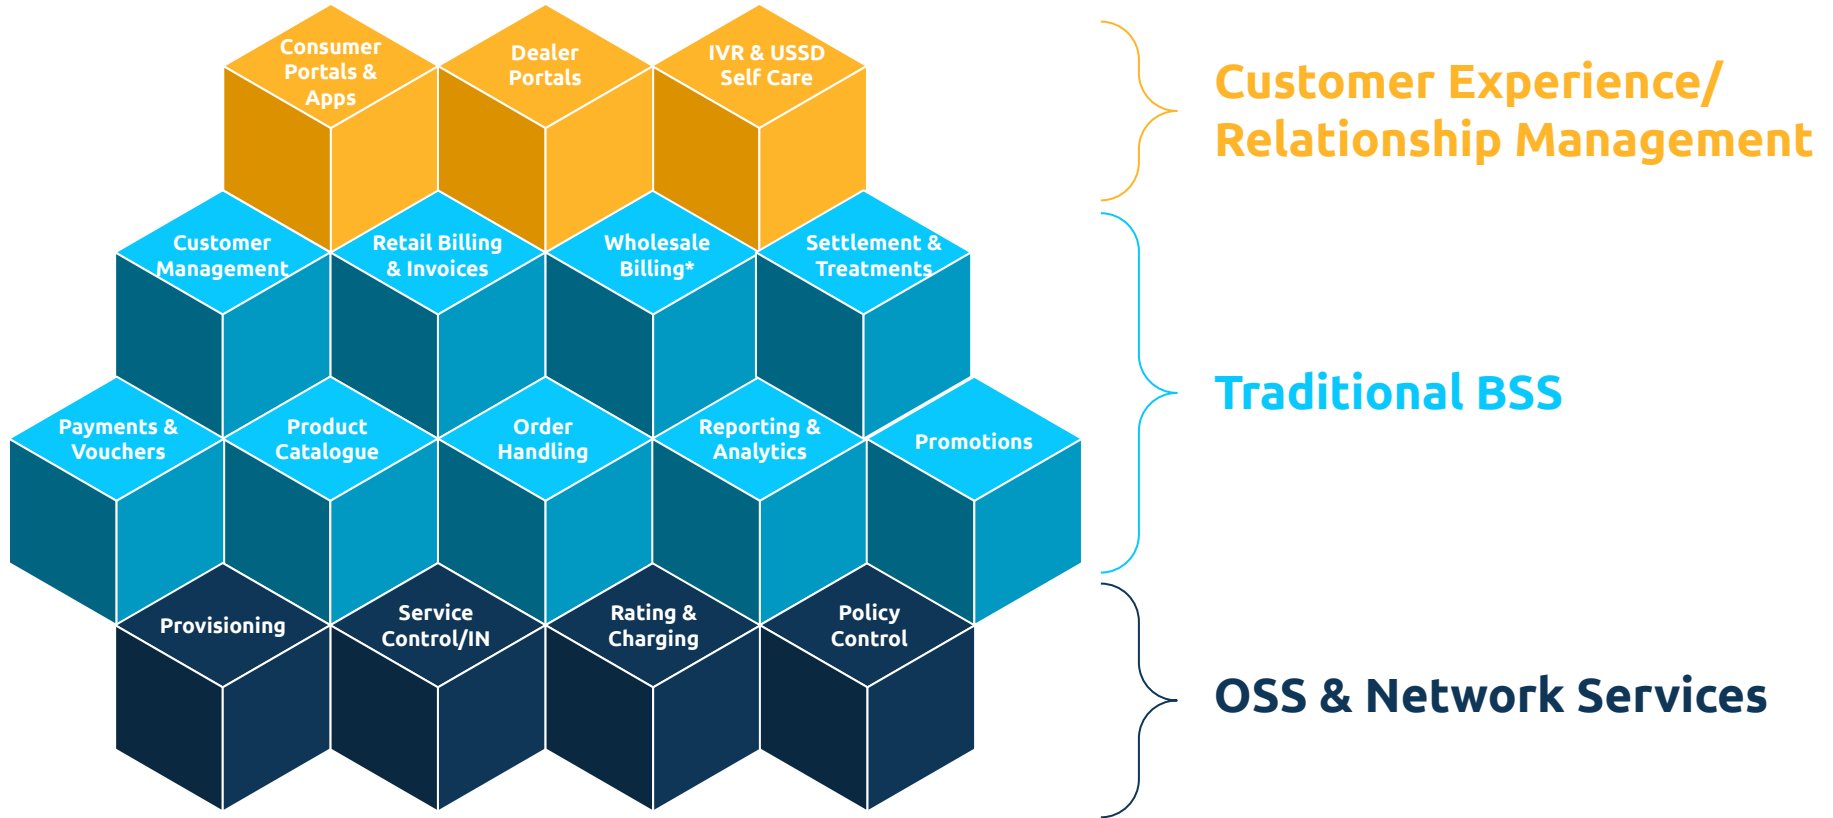 Consumer
Portals &
Apps
Dealer
Portals
IVR & USSD
Self Care
Customer Experience/
Relationship Management
Customer
Management
Retail Billing
& Invoices
Wholesale
Billing*
Settlement &
Treatments
Traditional BSS
Payments &
Vouchers
Product
Catalogue
Order
Handling
Reporting &
Analytics
Promotions
Provisioning
Service
Control/IN
Rating &
Charging
Policy
Control
OSS & Network Services